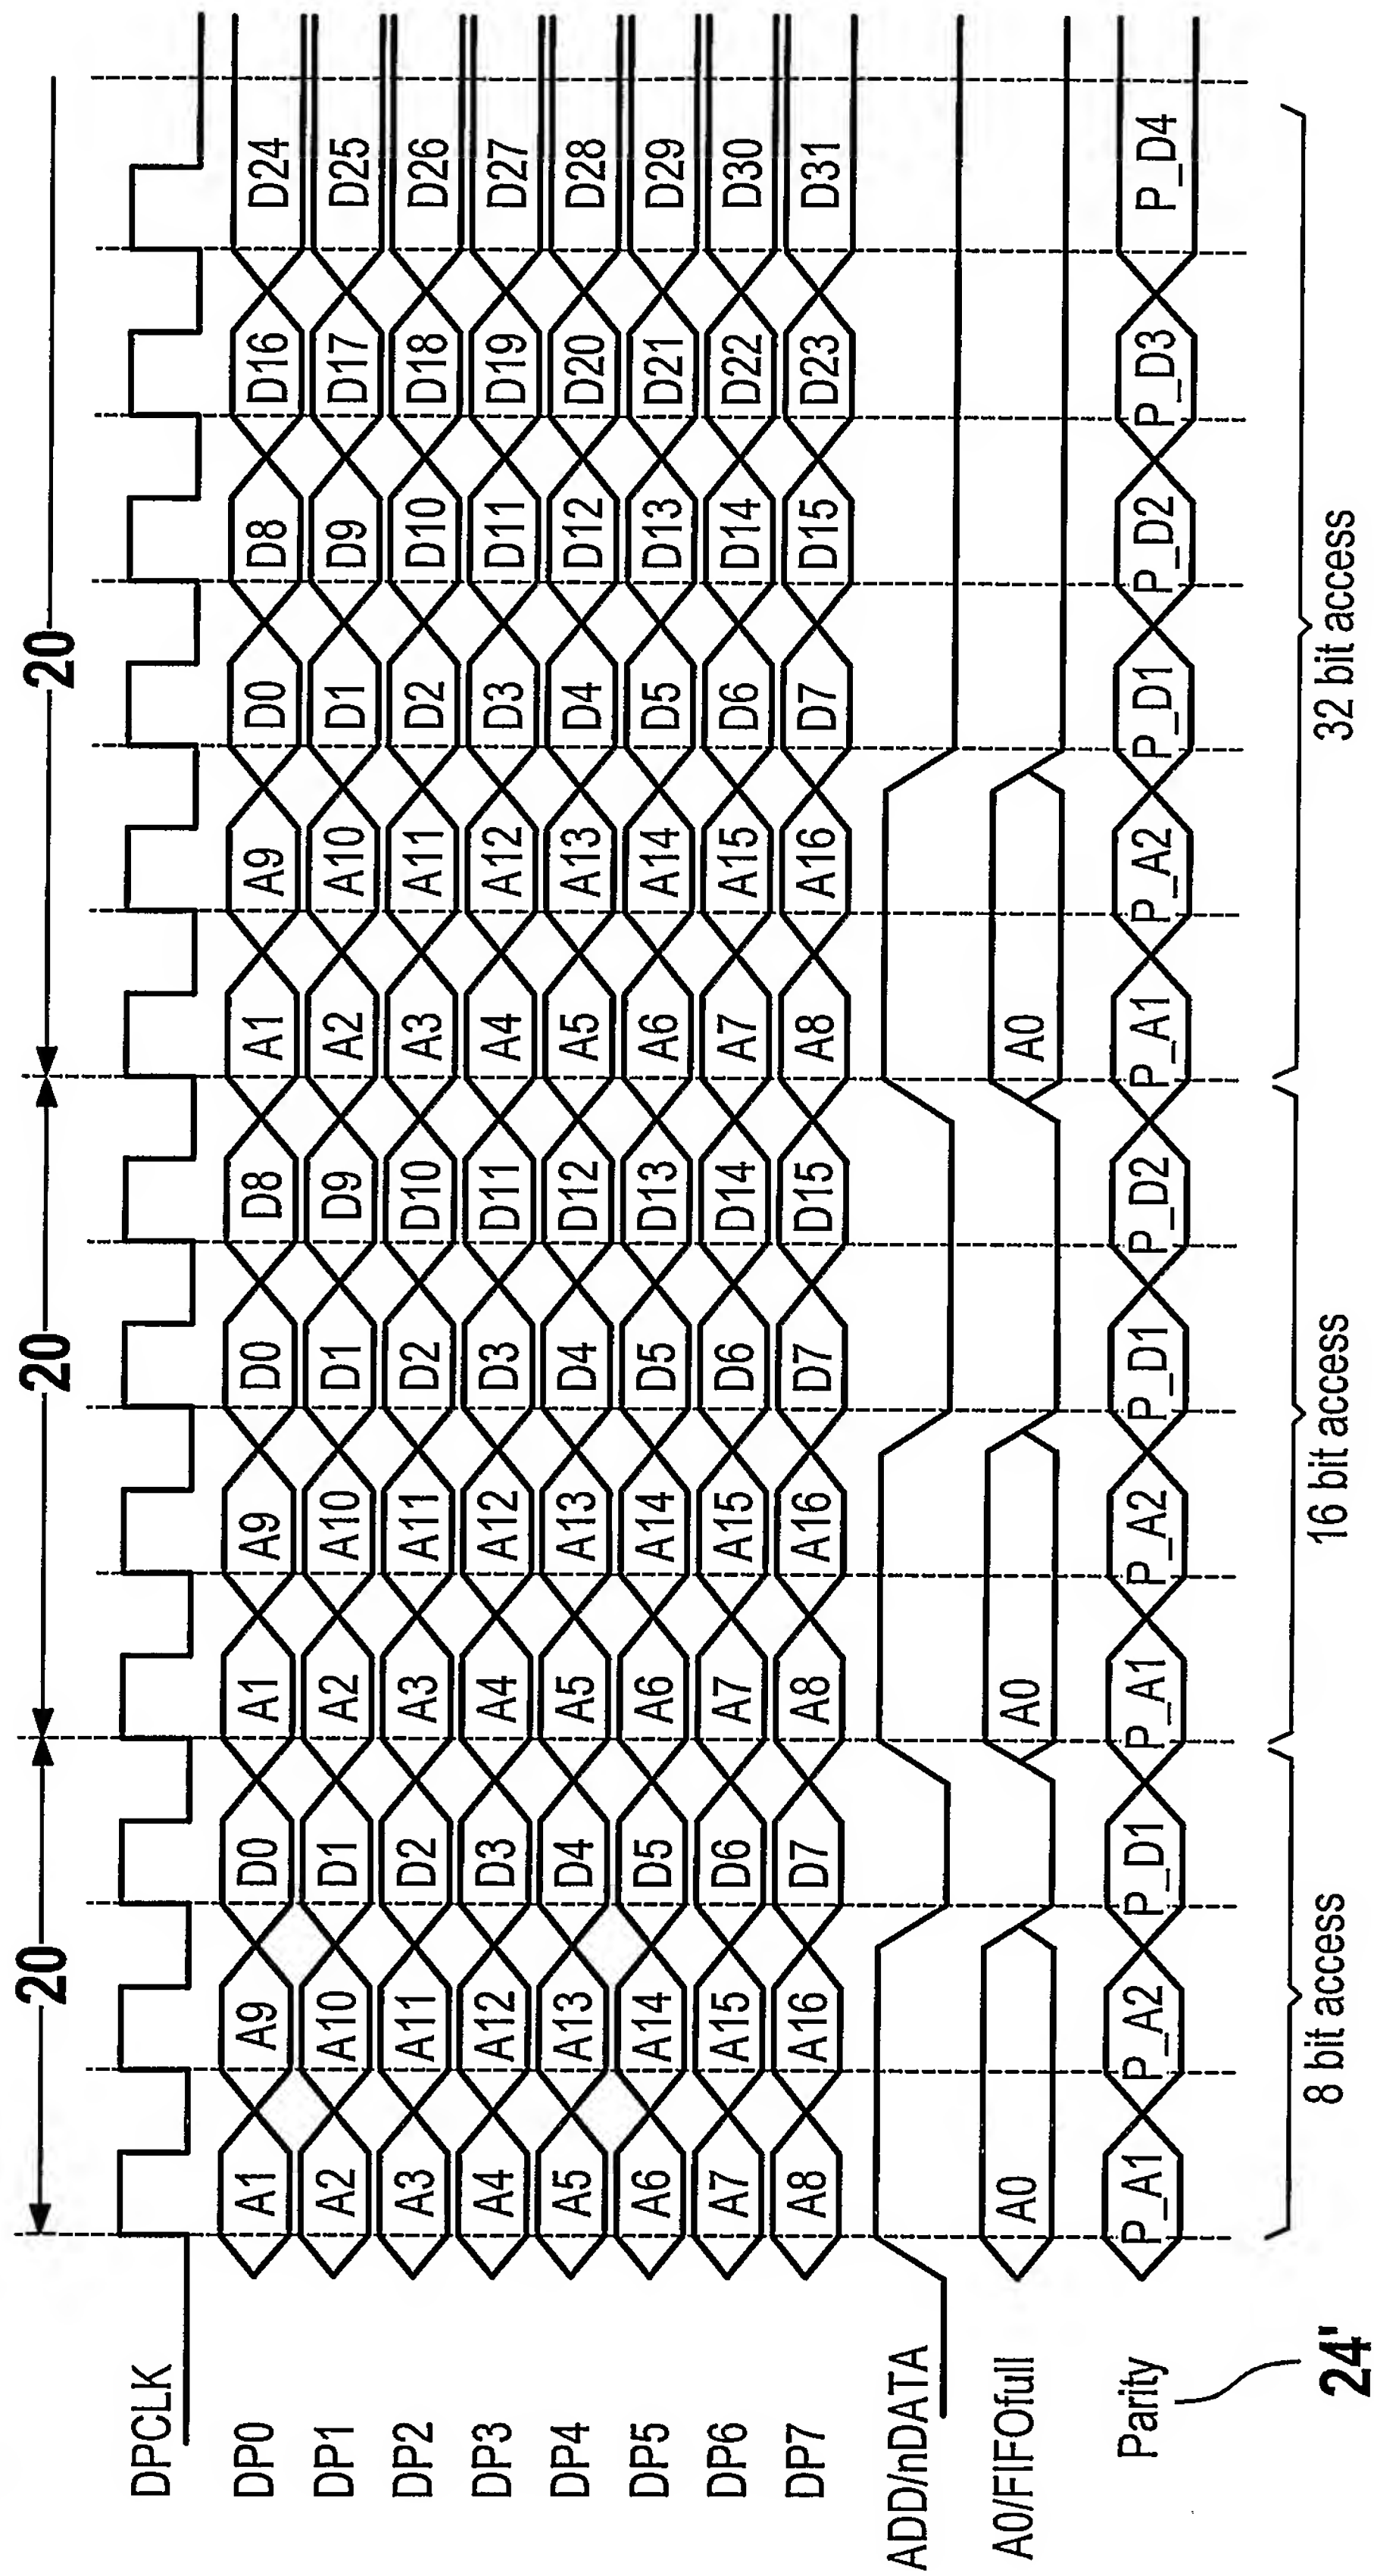 20 20 20
DPCLK
DP0 A1 A9 D0 A1 A9 D0 D8 A1 A9 D0 D8 D16 D24
DP1 A2 A10 D1 A2 A10 D1 D9 A2 A10 D1 D9 D17 D25
DP2 A3 A11 D2 A3 A11 D2 D10 A3 A11 D2 D10 D18 D26
DP3 A4 A12 D3 A4 A12 D3 D11 A4 A12 D3 D11 D19 D27
DP4 A5 A13 D4 A5 A13 D4 D12 A5 A13 D4 D12 D20 D28
DP5 A6 A14 D5 A6 A14 D5 D13 A6 A14 D5 D13 D21 D29
DP6 A7 A15 D6 A7 A15 D6 D14 A7 A15 D6 D14 D22 D30
DP7 A8 A16 D7 A8 A16 D7 D15 A8 A16 D7 D15 D23 D31
ADD/nDATA
A0/FIFOfull A0 A0 A0
Parity P_A1 P_A2 P_D1 P_A1 P_A2 P_D1 P_D2 P_A1 P_A2 P_D1 P_D2 P_D3 P_D4
8 bit access 16 bit access 32 bit access
24'